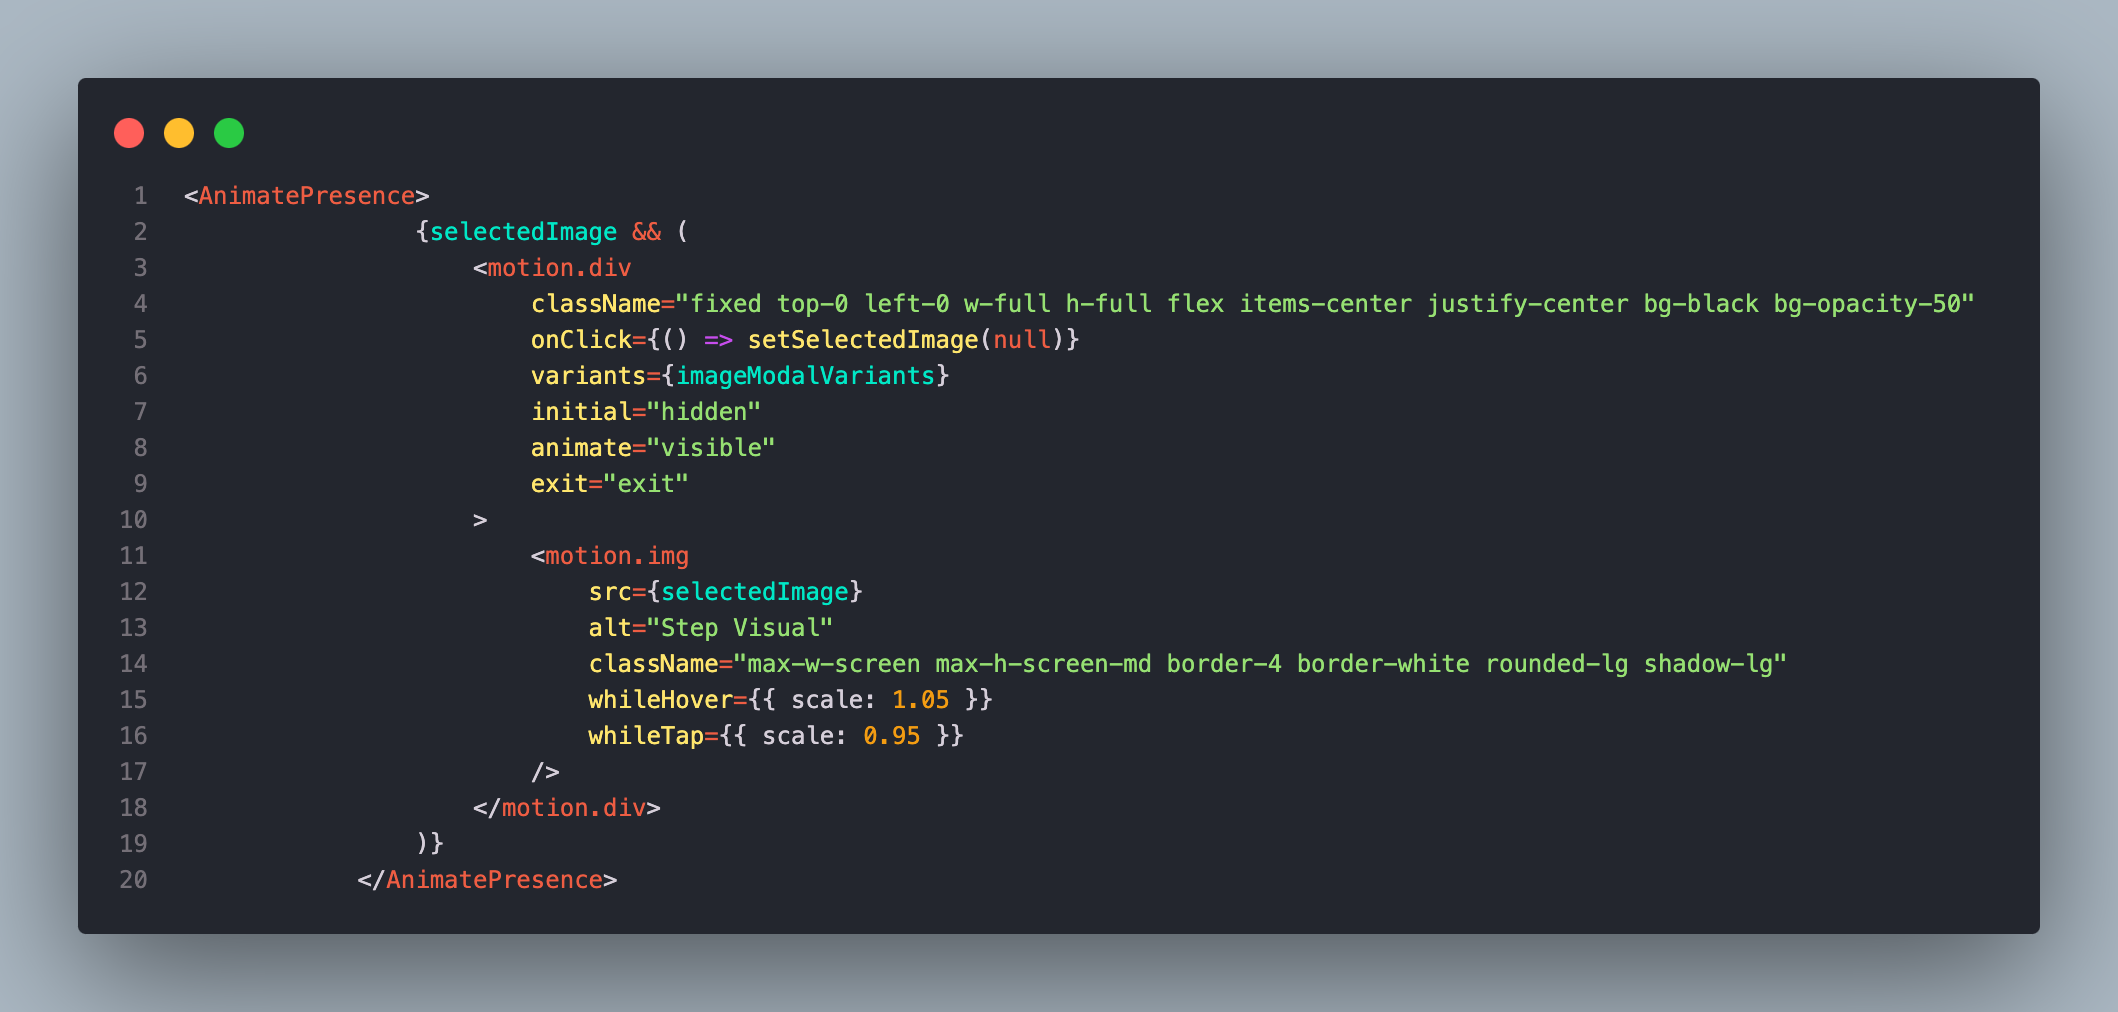 1 <AnimatePresence>
2 {selectedImage && (
3 <motion.div
4 className="fixed top-0 left-0 w-full h-full flex items-center justify-center bg-black bg-opacity-50"
5 onClick={() => setSelectedImage(null)}
6 variants={imageModalVariants}
7 initial="hidden"
8 animate="visible"
9 exit="exit"
10 >
11 <motion.img
12 src={selectedImage}
13 alt="Step Visual"
14 className="max-w-screen max-h-screen-md border-4 border-white rounded-lg shadow-lg"
15 whileHover={{ scale: 1.05 }}
16 whileTap={{ scale: 0.95 }}
17 />
18 </motion.div>
19 )}
20 </AnimatePresence>